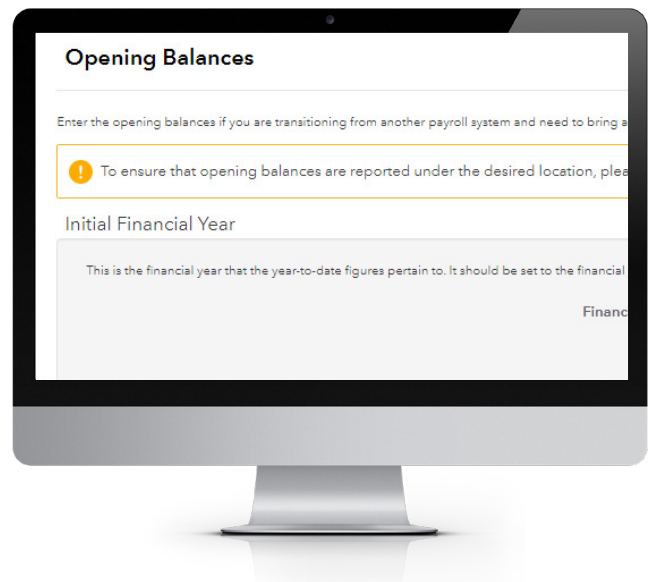 Opening Balances
Enter the opening balances if you are transitioning from another payroll system and need to bring a
To ensure that opening balances are reported under the desired location, plea
Initial Financial Year
This is the financial year that the year-to-date figures pertain to. It should be set to the financial
Financ